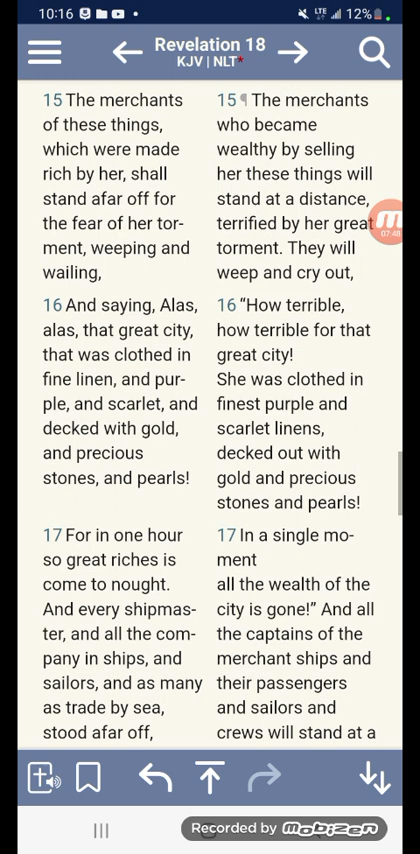 10:16 LTE 12%
Revelation 18
KJV | NLT*
15 The merchants
of these things,
which were made
rich by her, shall
stand afar off for
the fear of her tor-
ment, weeping and
wailing,
16 And saying, Alas,
alas, that great city,
that was clothed in
fine linen, and pur-
ple, and scarlet, and
decked with gold,
and precious
stones, and pearls!
17 For in one hour
so great riches is
come to nought.
And every shipmas-
ter, and all the com-
pany in ships, and
sailors, and as many
as trade by sea,
stood afar off,
15 ¶ The merchants
who became
wealthy by selling
her these things will
stand at a distance,
terrified by her great
torment. They will
weep and cry out,
16 “How terrible,
how terrible for that
great city!
She was clothed in
finest purple and
scarlet linens,
decked out with
gold and precious
stones and pearls!
17 In a single mo-
ment
all the wealth of the
city is gone!” And all
the captains of the
merchant ships and
their passengers
and sailors and
crews will stand at a
m
07:48
Recorded by mobizen